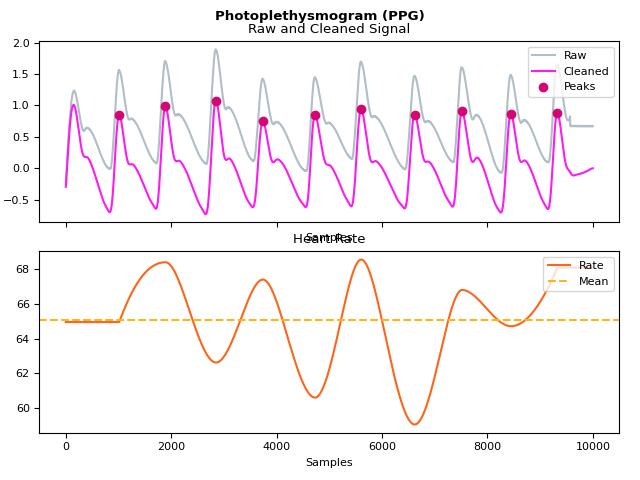 Photoplethysmogram (PPG)
Raw and Cleaned Signal
2.0
1.5
1.0
0.5
0.0
−0.5
Raw
Cleaned
Peaks
Samples
Heart Rate
68
66
64
62
60
Rate
Mean
0
2000
4000
6000
8000
10000
Samples